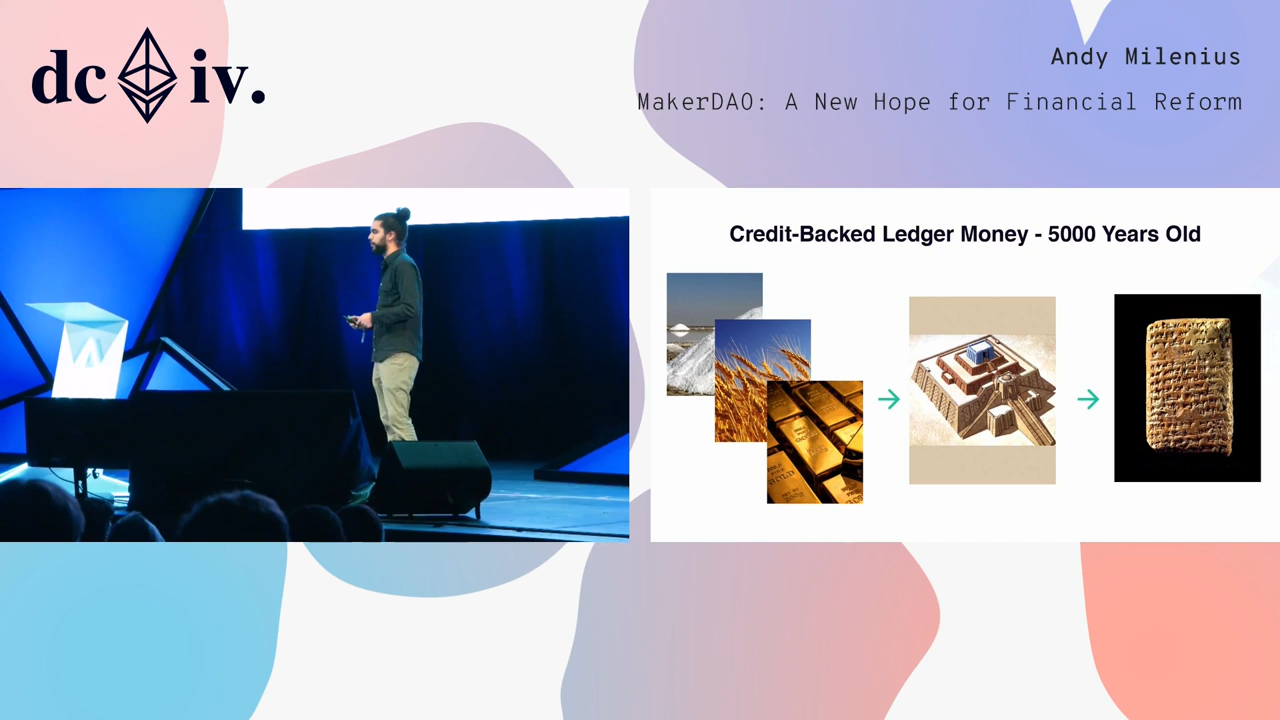 dc iv.
Andy Milenius
MakerDAO: A New Hope for Financial Reform
Credit-Backed Ledger Money - 5000 Years Old